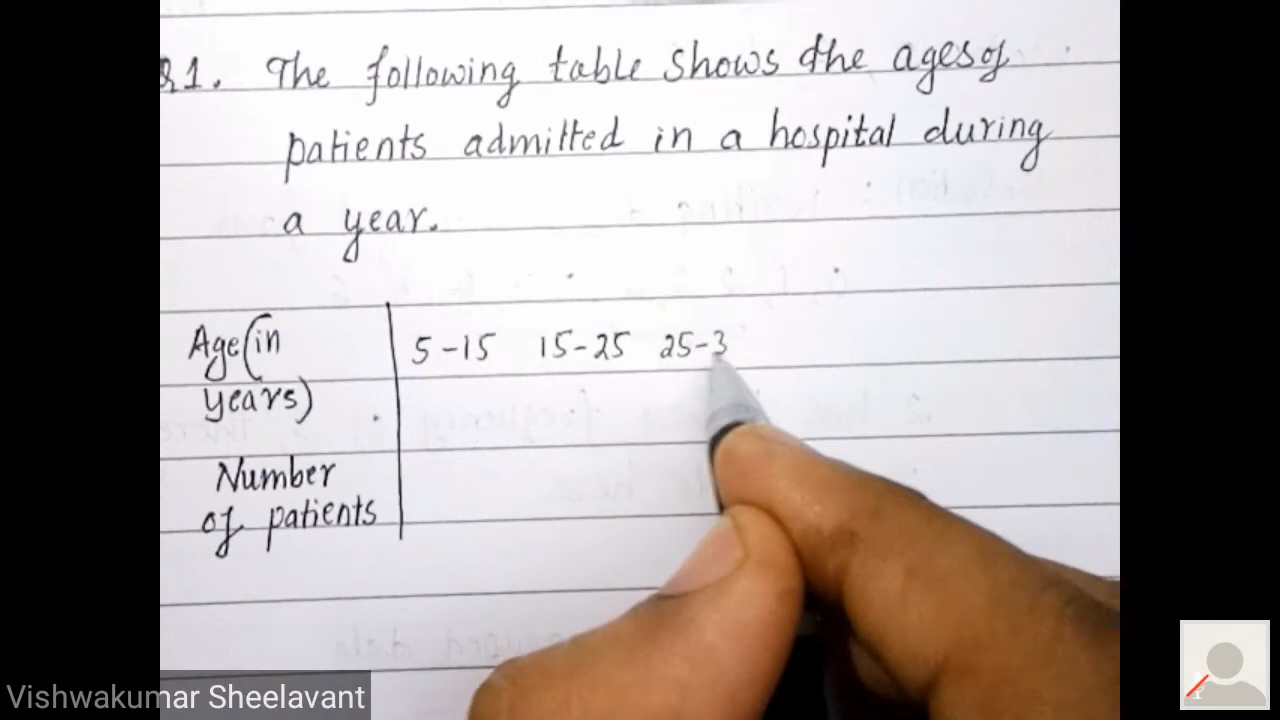 Q1. The following table shows the ages of
patients admitted in a hospital during
a year.
Age (in years) 5-15 15-25 25-3
Number of patients
Vishwakumar Sheelavant